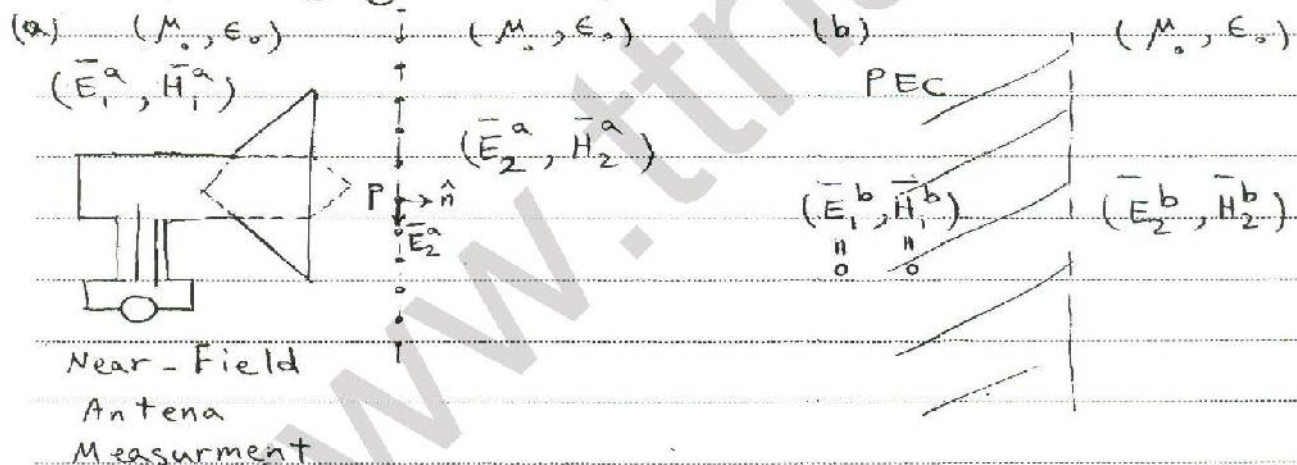 (a) (μ₀, ϵ₀) (μ₀, ϵ₀) (b) (μ₀, ϵ₀)
(Ē₁ᵃ, H̄₁ᵃ) PEC
(Ē₂ᵃ, H̄₂ᵃ)
P n̂ (Ē₁ᵇ, H̄₁ᵇ) (Ē₂ᵇ, H̄₂ᵇ)
Ē₂ᵃ " "
0 0
Near-Field
Antena
Measurment
www.